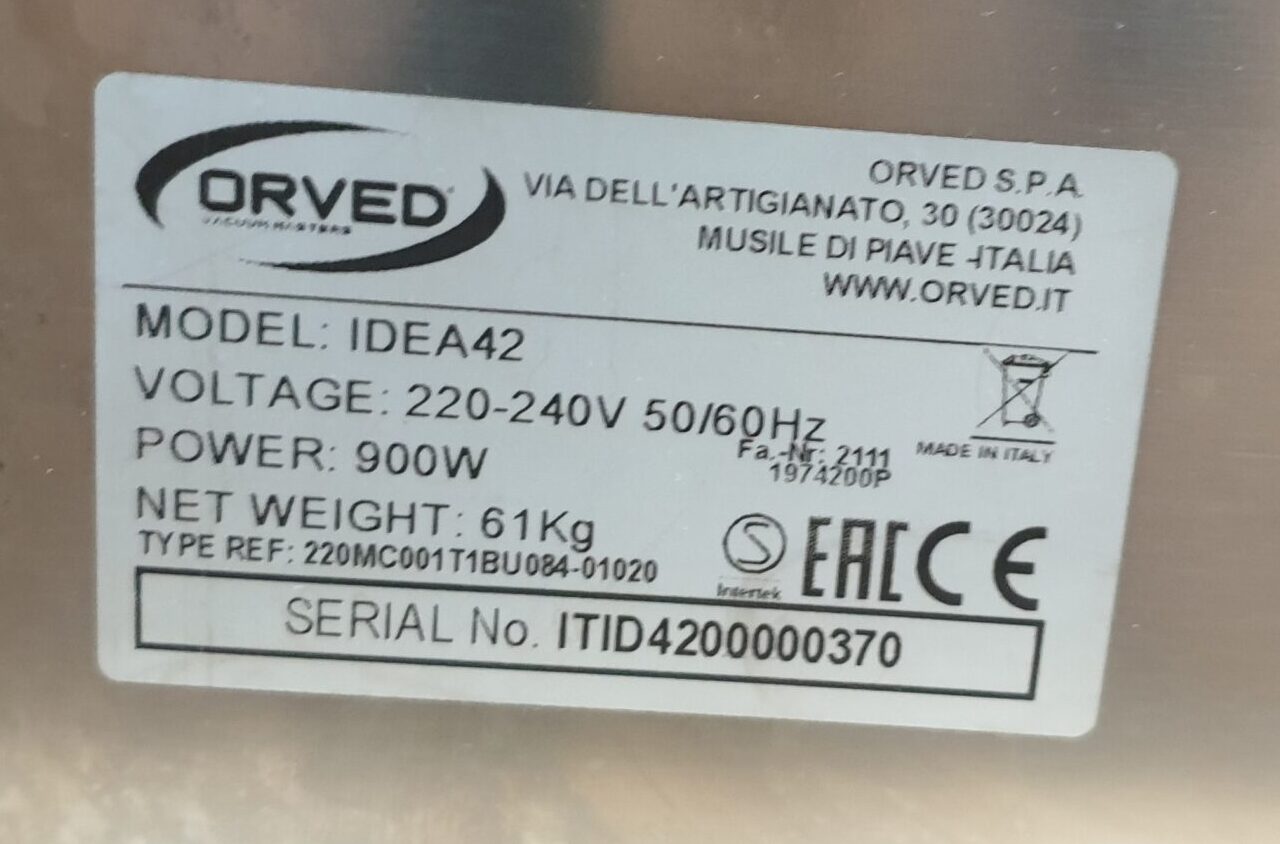 ORVED
VACUUM MASTERS
ORVED S.P.A.
VIA DELL'ARTIGIANATO, 30 (30024)
MUSILE DI PIAVE -ITALIA
WWW.ORVED.IT
MODEL: IDEA42
VOLTAGE: 220-240V 50/60Hz
POWER: 900W
Fa.-Nr: 2111
1974200P
MADE IN ITALY
NET WEIGHT: 61Kg
TYPE REF: 220MC001T1BU084-01020
S
Intertek
EAC CE
SERIAL No. ITID4200000370